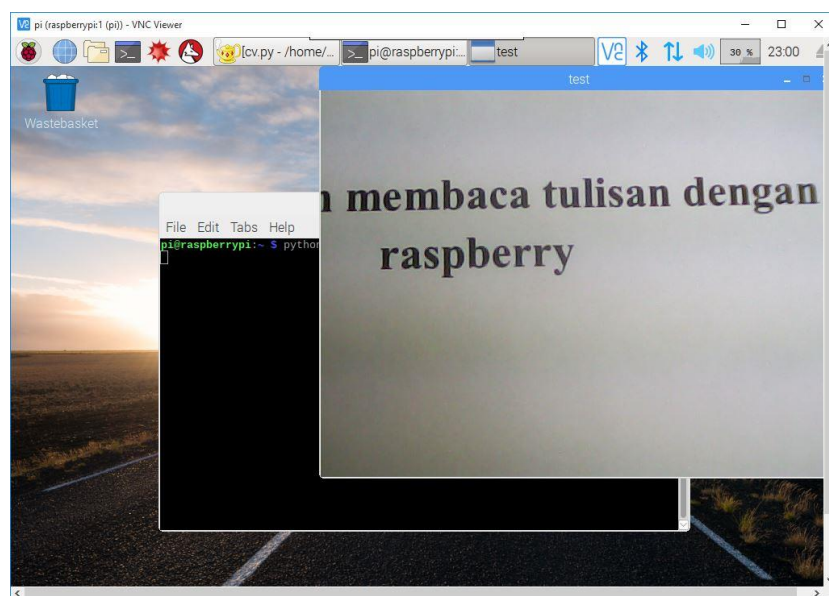 pi (raspberrypi:1 (pi)) - VNC Viewer
[cv.py - /home/... pi@raspberrypi:... test 30 % 23:00
test
Wastebasket
membaca tulisan dengan
raspberry
File Edit Tabs Help
pi@raspberrypi:~ $ python